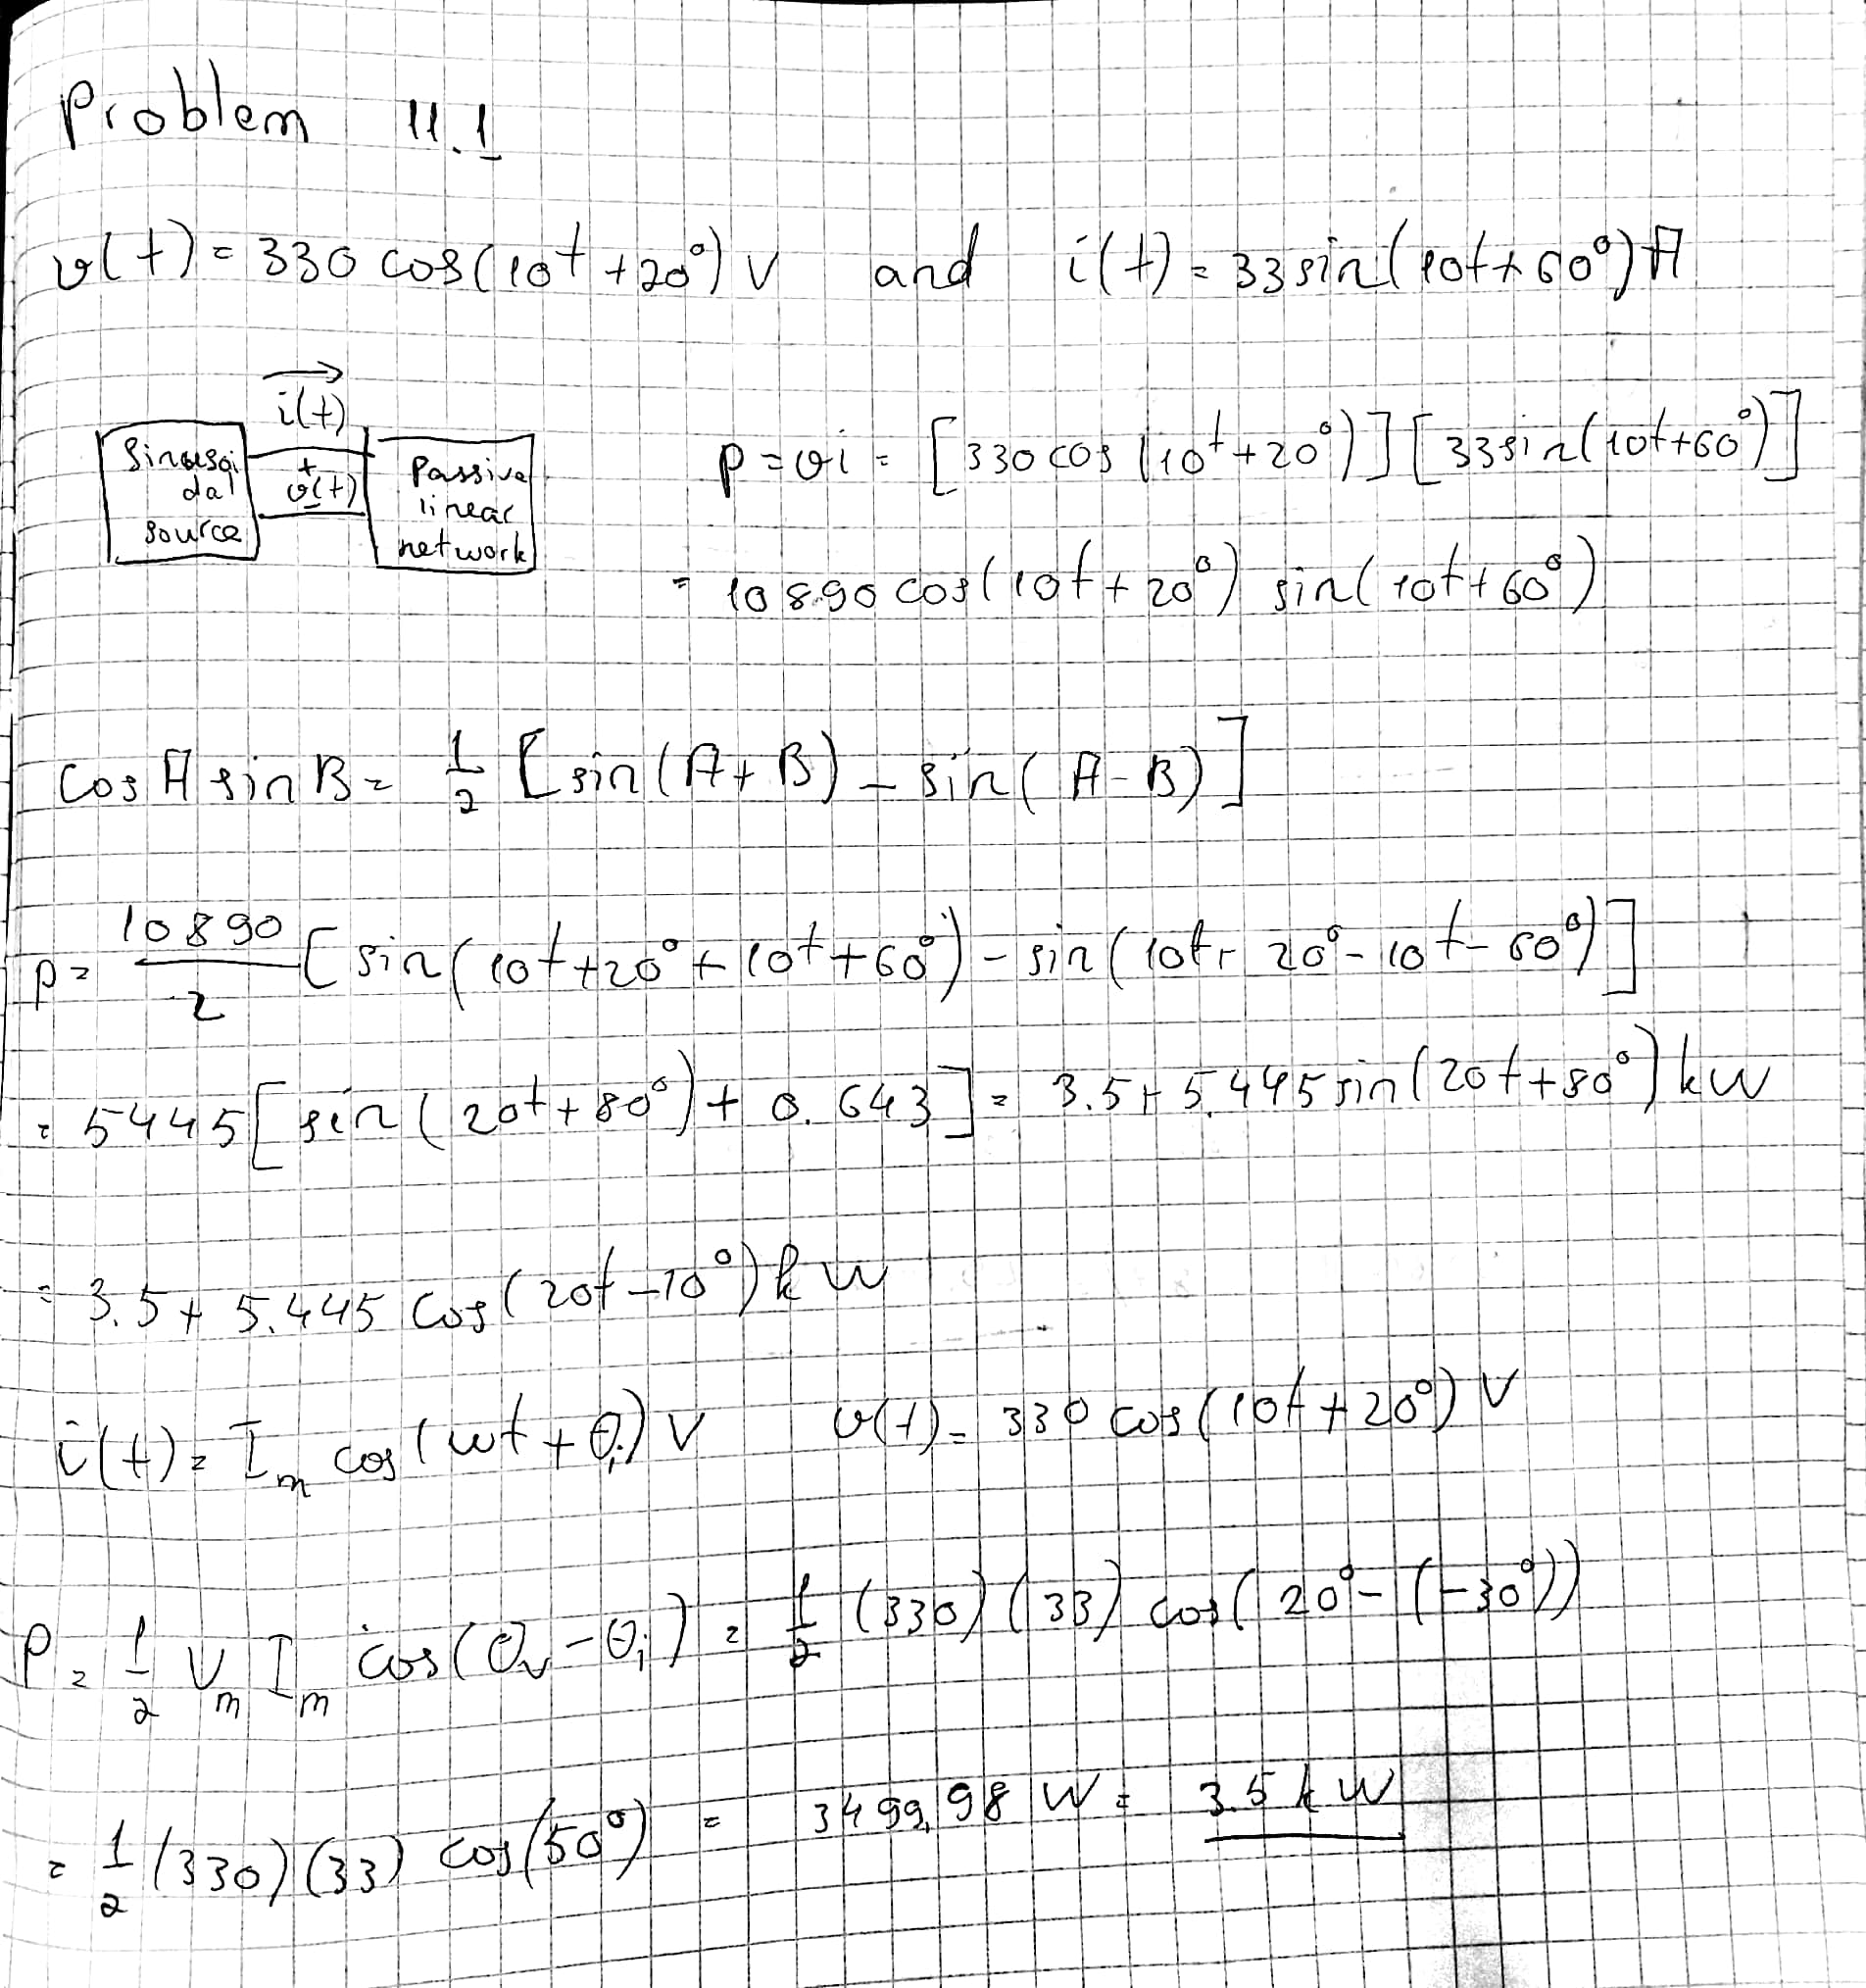 Problem 11.1
v(t) = 330 cos(10t + 20°) V and i(t) = 33 sin(10t + 60°) A
i(t)
Sinusoi
dal
source
+
v(t)
-
Passive
linear
network
p = vi = [330 cos (10t + 20°)] [33 sin(10t + 60°)]
= 10890 cos(10t + 20°) sin(10t + 60°)
cos A sin B = 1/2 [sin(A + B) - sin(A - B)]
p = 10890/2 [sin(10t + 20° + 10t + 60°) - sin(10t + 20° - 10t - 60°)]
= 5445 [sin(20t + 80°) + 0.643] = 3.5 + 5.445 sin(20t + 80°) kW
= 3.5 + 5.445 cos(20t - 10°) kW
i(t) = Im cos(wt + θi) V v(t) = 330 cos(10t + 20°) V
P = 1/2 Vm Im cos(θv - θi) = 1/2 (330) (33) cos(20° - (-30°))
= 1/2 (330) (33) cos(50°) = 3499,98 W = 3.5 kW